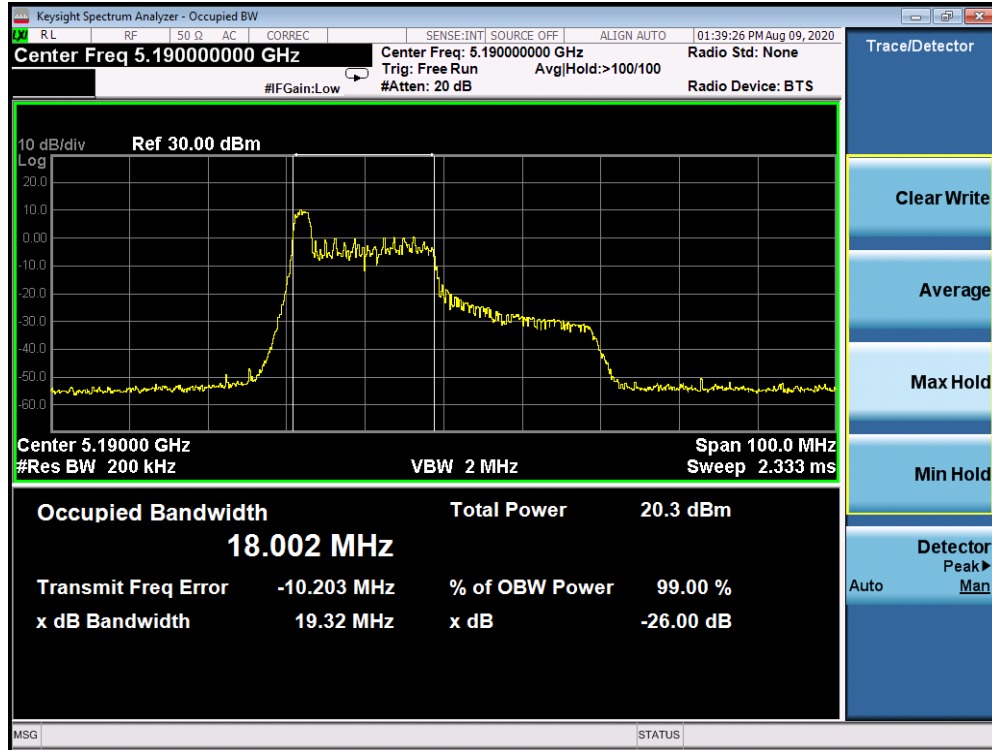 Keysight Spectrum Analyzer - Occupied BW
LXI RL RF 50 Ω AC CORREC SENSE:INT SOURCE OFF ALIGN AUTO 01:39:26 PM Aug 09, 2020
Center Freq 5.190000000 GHz
Center Freq: 5.190000000 GHz
Radio Std: None
Trig: Free Run Avg|Hold:>100/100
#IFGain:Low
#Atten: 20 dB
Radio Device: BTS
10 dB/div Ref 30.00 dBm
Log
20.0
10.0
0.00
-10.0
-20.0
-30.0
-40.0
-50.0
-60.0
Center 5.19000 GHz Span 100.0 MHz
#Res BW 200 kHz VBW 2 MHz Sweep 2.333 ms
Occupied Bandwidth
18.002 MHz
Total Power 20.3 dBm
Transmit Freq Error -10.203 MHz % of OBW Power 99.00 %
x dB Bandwidth 19.32 MHz x dB -26.00 dB
Trace/Detector
Clear Write
Average
Max Hold
Min Hold
Detector
Peak▶
Auto Man
MSG STATUS